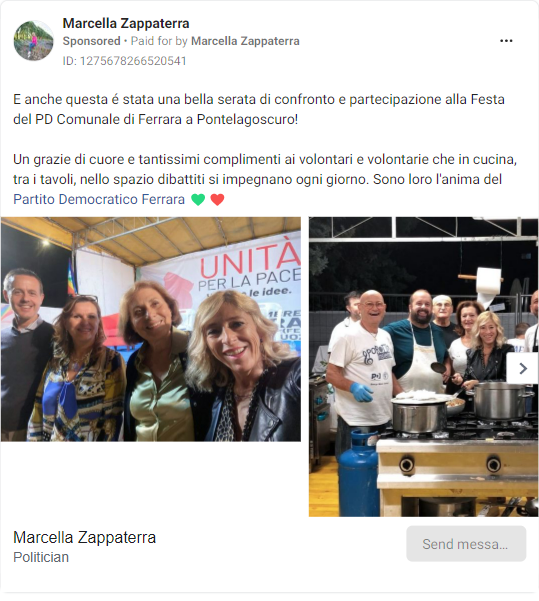 Marcella Zappaterra
Sponsored • Paid for by Marcella Zappaterra
ID: 1275678266520541
E anche questa é stata una bella serata di confronto e partecipazione alla Festa
del PD Comunale di Ferrara a Pontelagoscuro!
Un grazie di cuore e tantissimi complimenti ai volontari e volontarie che in cucina,
tra i tavoli, nello spazio dibattiti si impegnano ogni giorno. Sono loro l'anima del
Partito Democratico Ferrara 💚 ❤️
UNITÀ
PER LA PACE
le idee.
Marcella Zappaterra
Politician
Send messa...